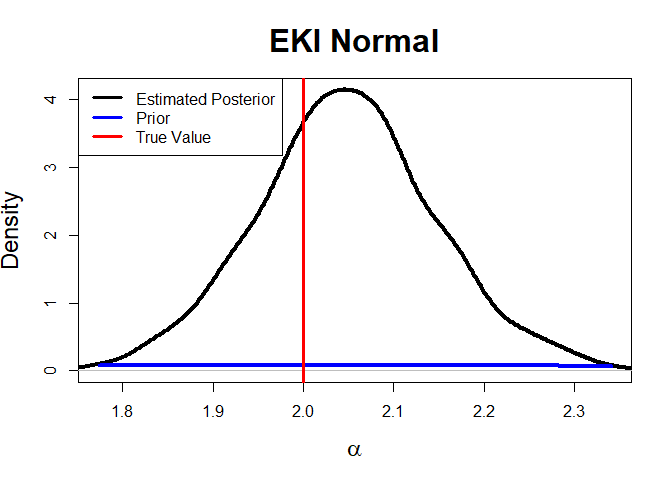 EKI Normal
Estimated Posterior
Prior
True Value
Density
0
1
2
3
4
1.8
1.9
2.0
2.1
2.2
2.3
α